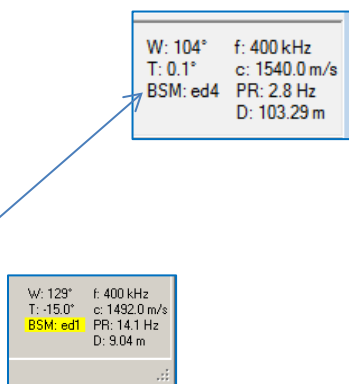 W: 104° f: 400 kHz
T: 0.1° c: 1540.0 m/s
BSM: ed4 PR: 2.8 Hz
D: 103.29 m
W: 129° f: 400 kHz
T: -15.0° c: 1492.0 m/s
BSM: ed1 PR: 14.1 Hz
D: 9.04 m